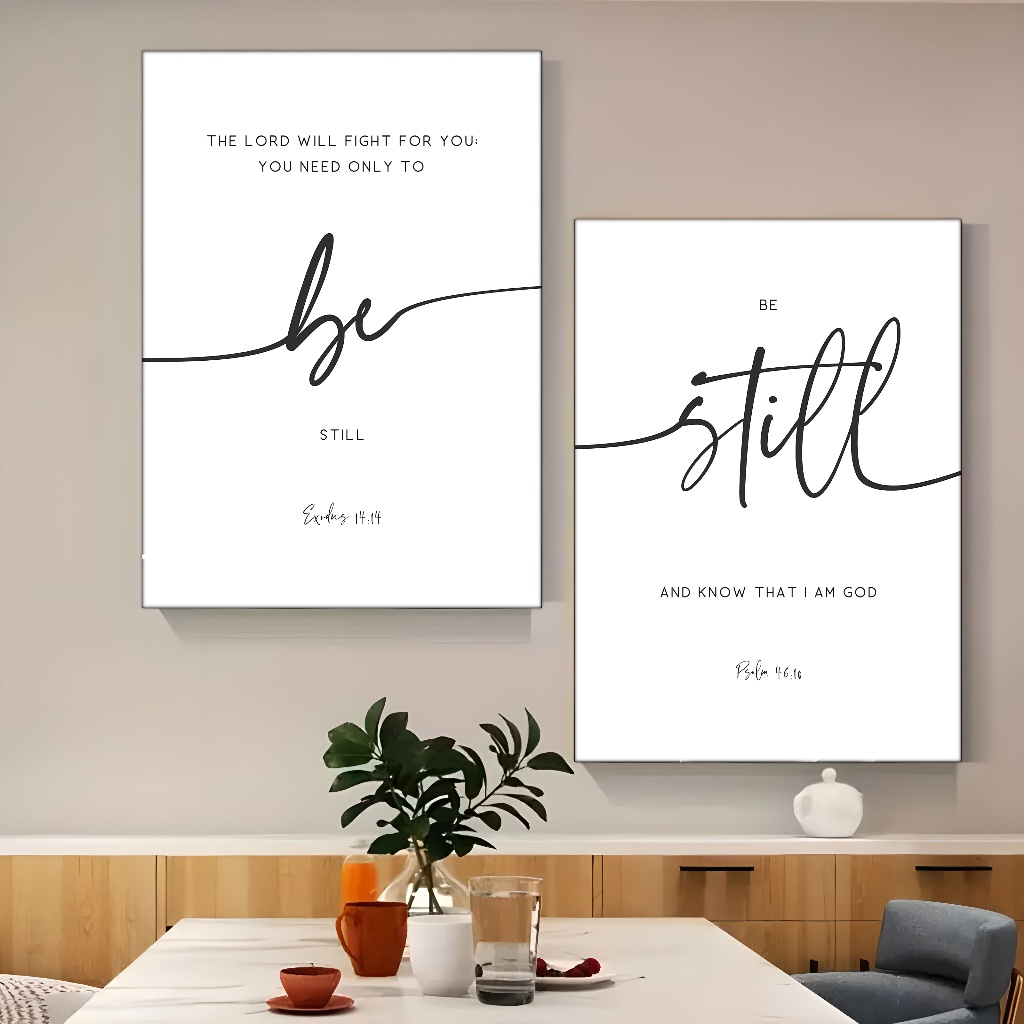 THE LORD WILL FIGHT FOR YOU:
YOU NEED ONLY TO
be
STILL
Exodus 14:14
BE
still
AND KNOW THAT I AM GOD
Psalm 46:10